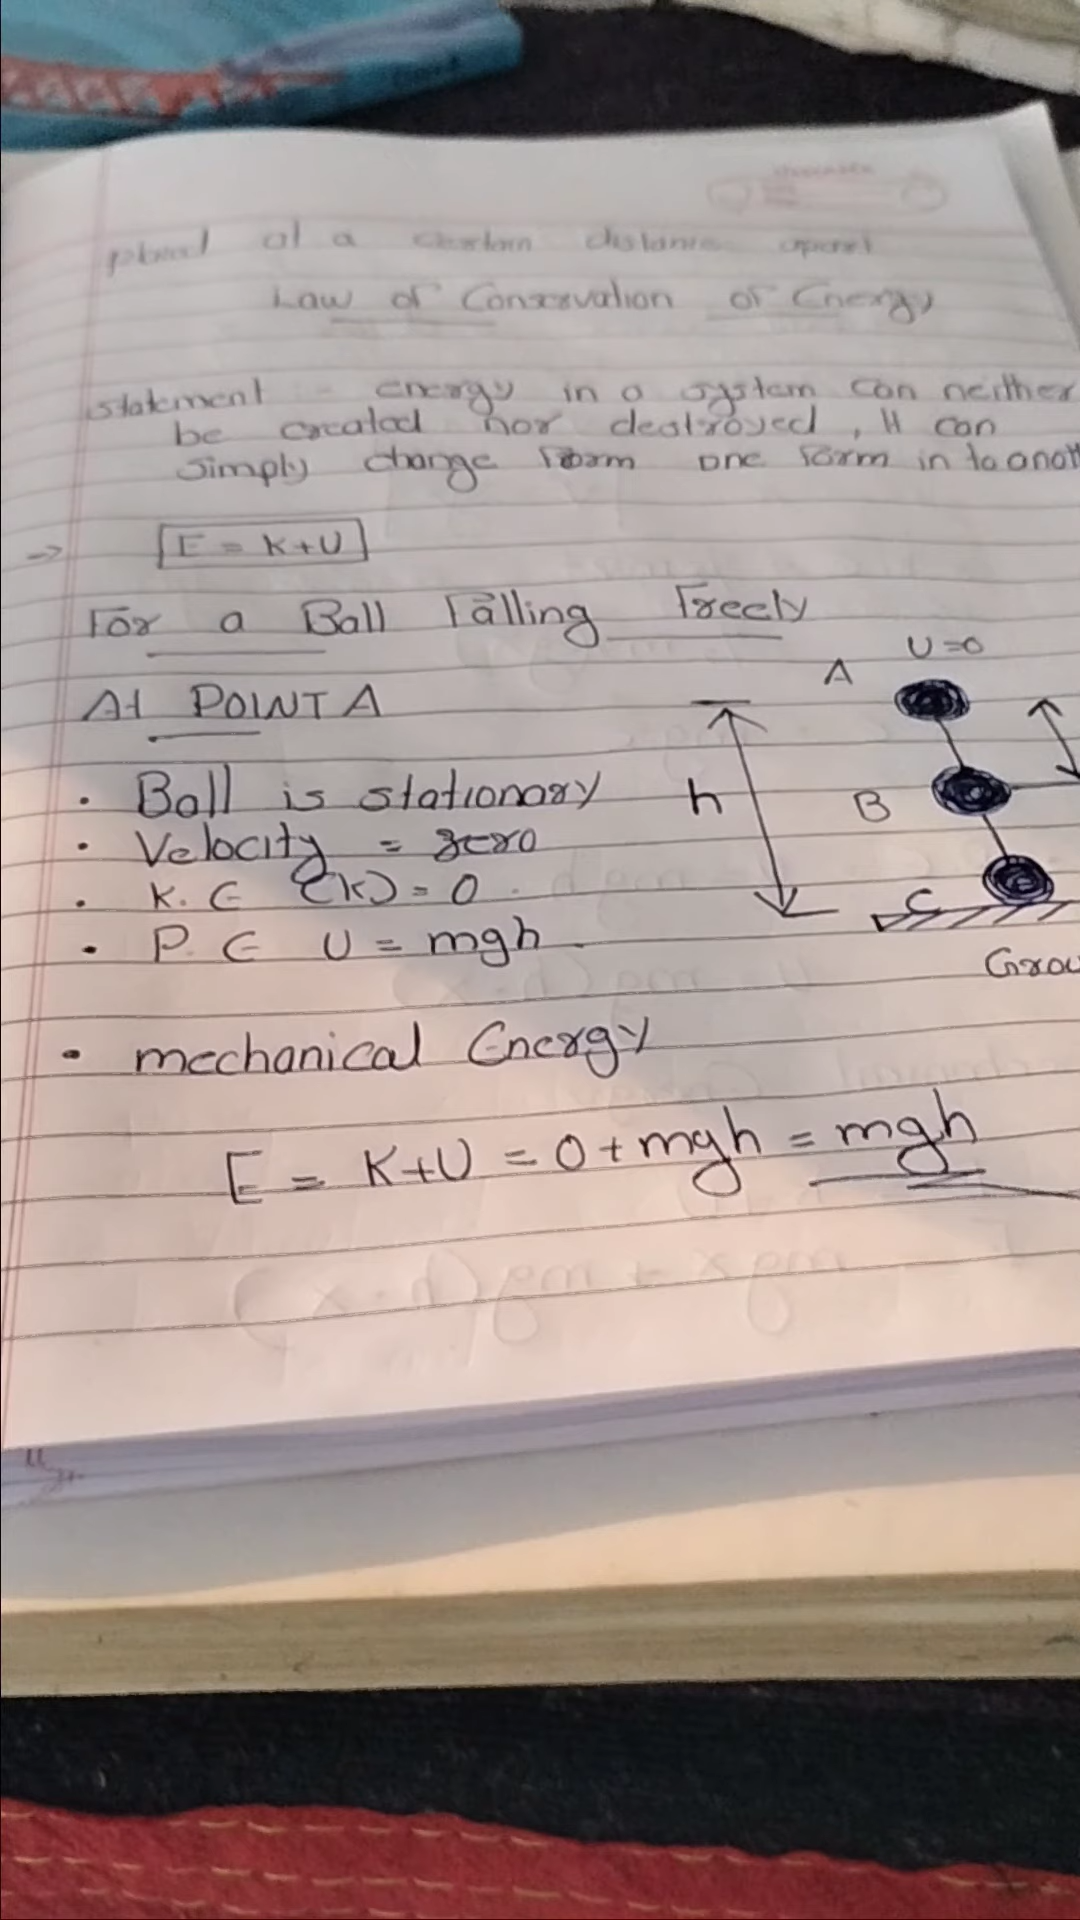 placed at a certain distance apart
Law of Conservation of Energy
statement - energy in a system can neither
be created nor destroyed, It can
simply change form one form in to anoth
→ E = K+U
For a Ball Falling Freely
At POINT A
• Ball is stationary
• Velocity = zero
• K.E (K) = 0.
• P.E U = mgh
• mechanical Energy
E = K+U = 0+mgh = mgh
U=0
A
h
B
C
Grou